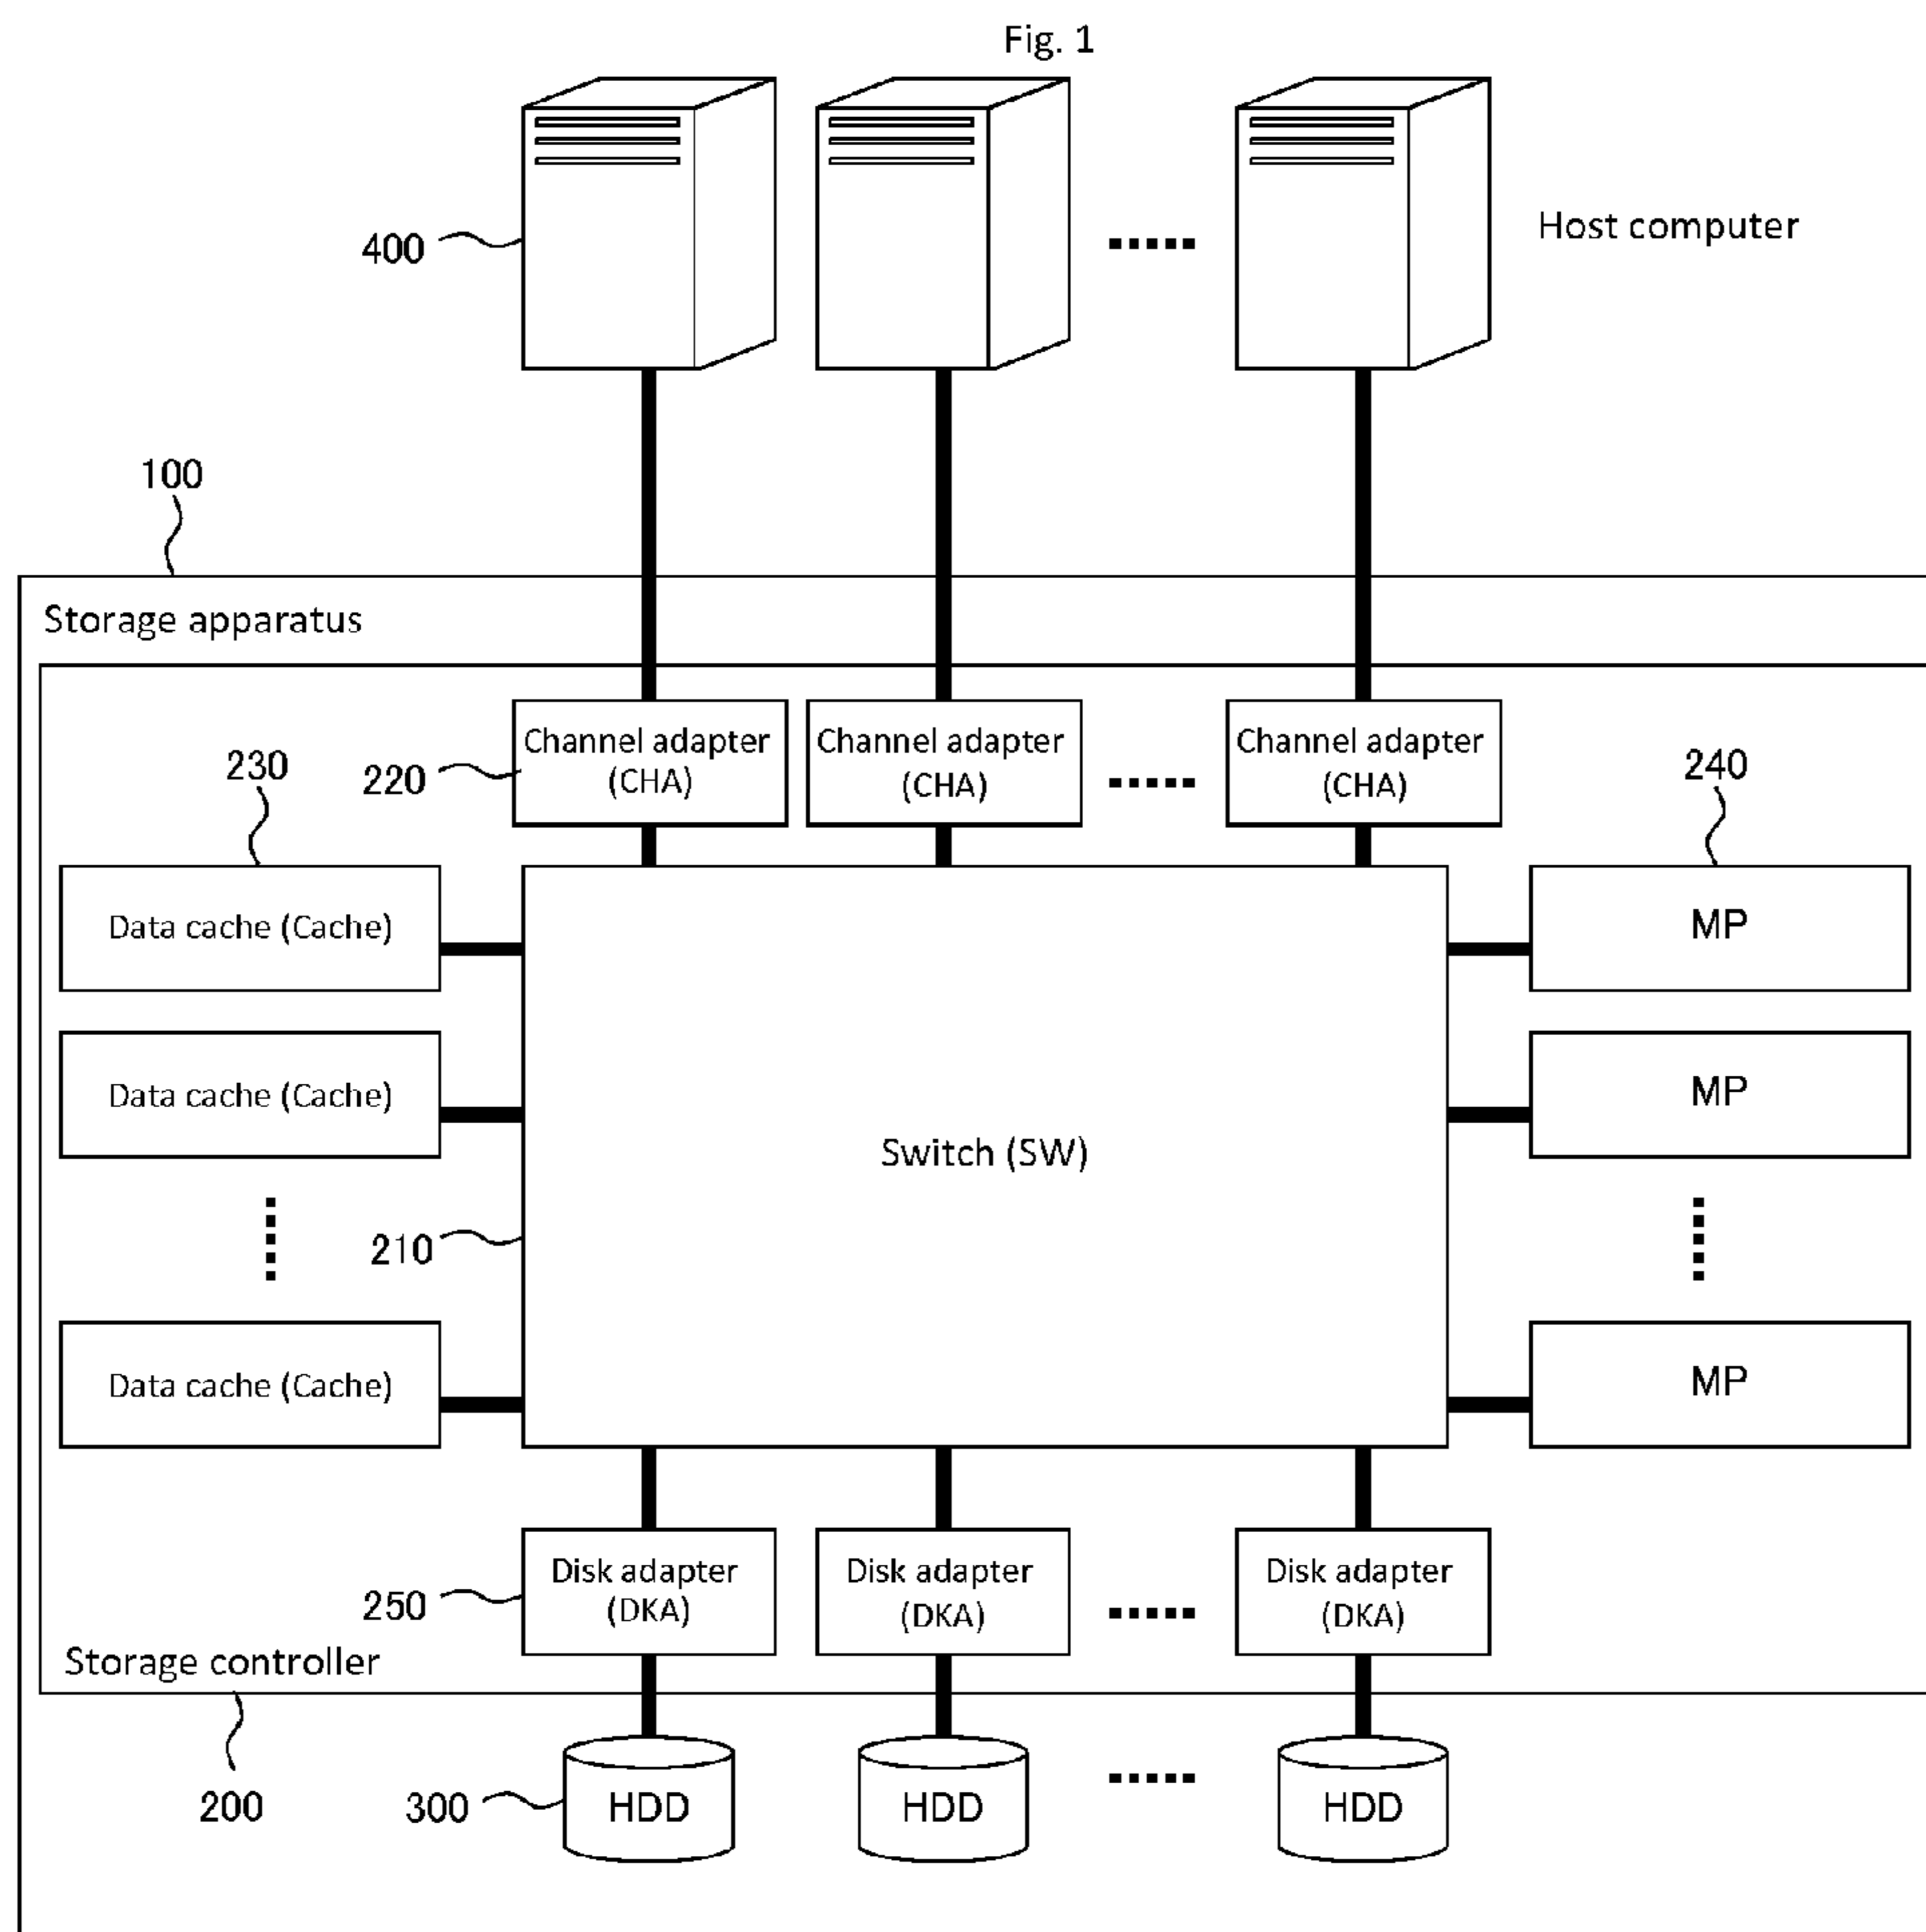 Fig. 1
400
Host computer
100
Storage apparatus
Channel adapter
(CHA)
Channel adapter
(CHA)
Channel adapter
(CHA)
230
220
240
Data cache (Cache)
MP
Data cache (Cache)
MP
Switch (SW)
210
Data cache (Cache)
MP
Disk adapter
(DKA)
Disk adapter
(DKA)
Disk adapter
(DKA)
250
Storage controller
200
300
HDD
HDD
HDD